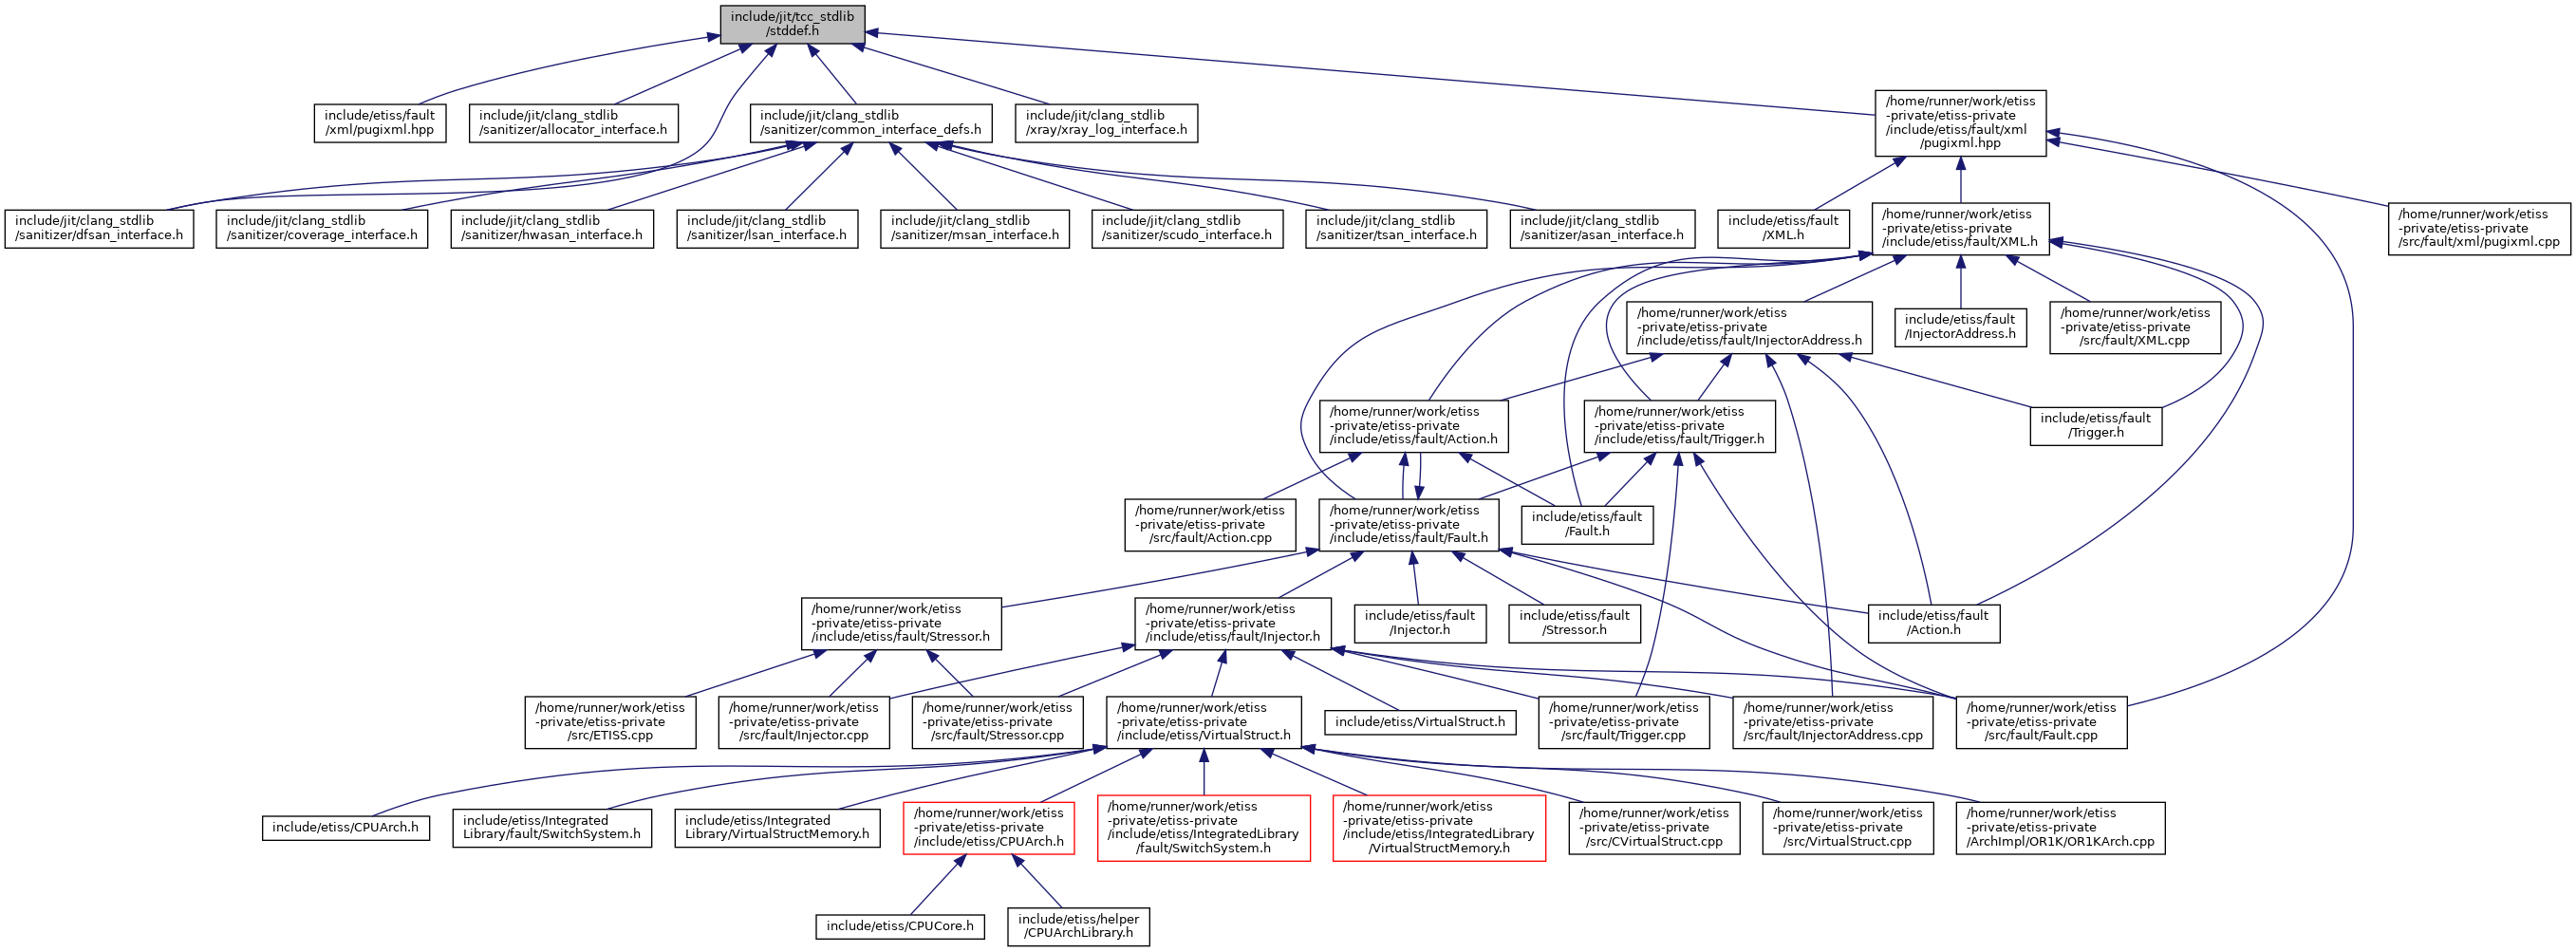 include/jit/tcc_stdlib
/stddef.h
include/etiss/fault
/xml/pugixml.hpp
include/jit/clang_stdlib
/sanitizer/allocator_interface.h
include/jit/clang_stdlib
/sanitizer/common_interface_defs.h
include/jit/clang_stdlib
/xray/xray_log_interface.h
/home/runner/work/etiss
-private/etiss-private
/include/etiss/fault/xml
/pugixml.hpp
include/jit/clang_stdlib
/sanitizer/dfsan_interface.h
include/jit/clang_stdlib
/sanitizer/coverage_interface.h
include/jit/clang_stdlib
/sanitizer/hwasan_interface.h
include/jit/clang_stdlib
/sanitizer/lsan_interface.h
include/jit/clang_stdlib
/sanitizer/msan_interface.h
include/jit/clang_stdlib
/sanitizer/scudo_interface.h
include/jit/clang_stdlib
/sanitizer/tsan_interface.h
include/jit/clang_stdlib
/sanitizer/asan_interface.h
include/etiss/fault
/XML.h
/home/runner/work/etiss
-private/etiss-private
/include/etiss/fault/XML.h
/home/runner/work/etiss
-private/etiss-private
/src/fault/xml/pugixml.cpp
/home/runner/work/etiss
-private/etiss-private
/include/etiss/fault/InjectorAddress.h
include/etiss/fault
/InjectorAddress.h
/home/runner/work/etiss
-private/etiss-private
/src/fault/XML.cpp
/home/runner/work/etiss
-private/etiss-private
/include/etiss/fault/Action.h
/home/runner/work/etiss
-private/etiss-private
/include/etiss/fault/Trigger.h
include/etiss/fault
/Trigger.h
/home/runner/work/etiss
-private/etiss-private
/src/fault/Action.cpp
/home/runner/work/etiss
-private/etiss-private
/include/etiss/fault/Fault.h
include/etiss/fault
/Fault.h
/home/runner/work/etiss
-private/etiss-private
/include/etiss/fault/Stressor.h
/home/runner/work/etiss
-private/etiss-private
/include/etiss/fault/Injector.h
include/etiss/fault
/Injector.h
include/etiss/fault
/Stressor.h
include/etiss/fault
/Action.h
/home/runner/work/etiss
-private/etiss-private
/src/ETISS.cpp
/home/runner/work/etiss
-private/etiss-private
/src/fault/Injector.cpp
/home/runner/work/etiss
-private/etiss-private
/src/fault/Stressor.cpp
/home/runner/work/etiss
-private/etiss-private
/include/etiss/VirtualStruct.h
include/etiss/VirtualStruct.h
/home/runner/work/etiss
-private/etiss-private
/src/fault/Trigger.cpp
/home/runner/work/etiss
-private/etiss-private
/src/fault/InjectorAddress.cpp
/home/runner/work/etiss
-private/etiss-private
/src/fault/Fault.cpp
include/etiss/CPUArch.h
include/etiss/Integrated
Library/fault/SwitchSystem.h
include/etiss/Integrated
Library/VirtualStructMemory.h
/home/runner/work/etiss
-private/etiss-private
/include/etiss/CPUArch.h
/home/runner/work/etiss
-private/etiss-private
/include/etiss/IntegratedLibrary
/fault/SwitchSystem.h
/home/runner/work/etiss
-private/etiss-private
/include/etiss/IntegratedLibrary
/VirtualStructMemory.h
/home/runner/work/etiss
-private/etiss-private
/src/CVirtualStruct.cpp
/home/runner/work/etiss
-private/etiss-private
/src/VirtualStruct.cpp
/home/runner/work/etiss
-private/etiss-private
/ArchImpl/OR1K/OR1KArch.cpp
include/etiss/CPUCore.h
include/etiss/helper
/CPUArchLibrary.h